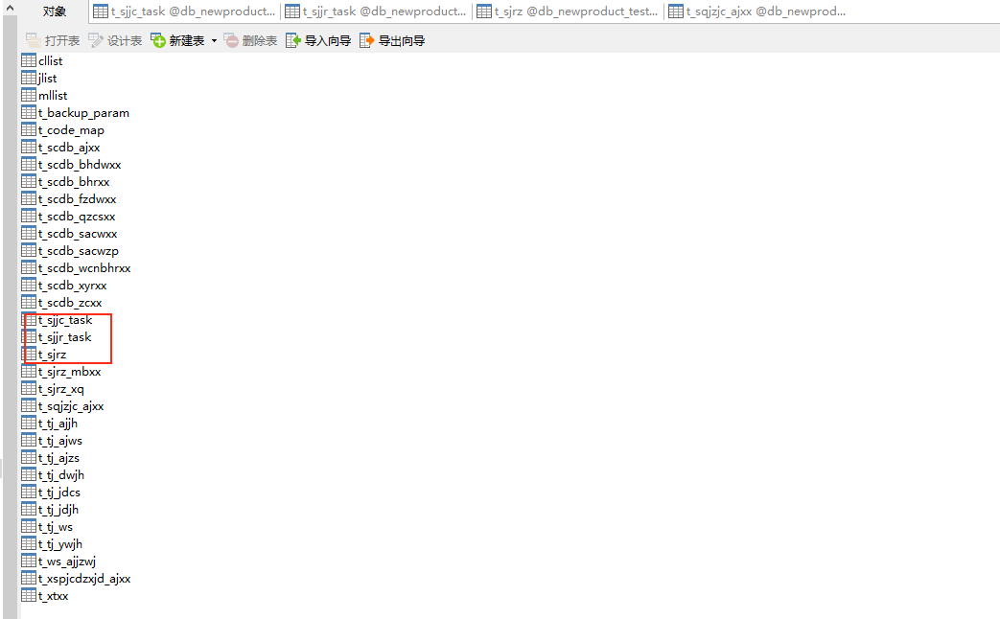 对象 t_sjjc_task @db_newproduct... t_sjjr_task @db_newproduct... t_sjrz @db_newproduct_test... t_sqjzjc_ajxx @db_newprod...
打开表 设计表 新建表 删除表 导入向导 导出向导
cllist
jlist
mllist
t_backup_param
t_code_map
t_scdb_ajxx
t_scdb_bhdwxx
t_scdb_bhrxx
t_scdb_fzdwxx
t_scdb_qzcsxx
t_scdb_sacwxx
t_scdb_sacwzp
t_scdb_wcnbhrxx
t_scdb_xyrxx
t_scdb_zcxx
t_sjjc_task
t_sjjr_task
t_sjrz
t_sjrz_mbxx
t_sjrz_xq
t_sqjzjc_ajxx
t_tj_ajjh
t_tj_ajws
t_tj_ajzs
t_tj_dwjh
t_tj_jdcs
t_tj_jdjh
t_tj_ws
t_tj_ywjh
t_ws_ajjzwj
t_xspjcdzxjd_ajxx
t_xtxx